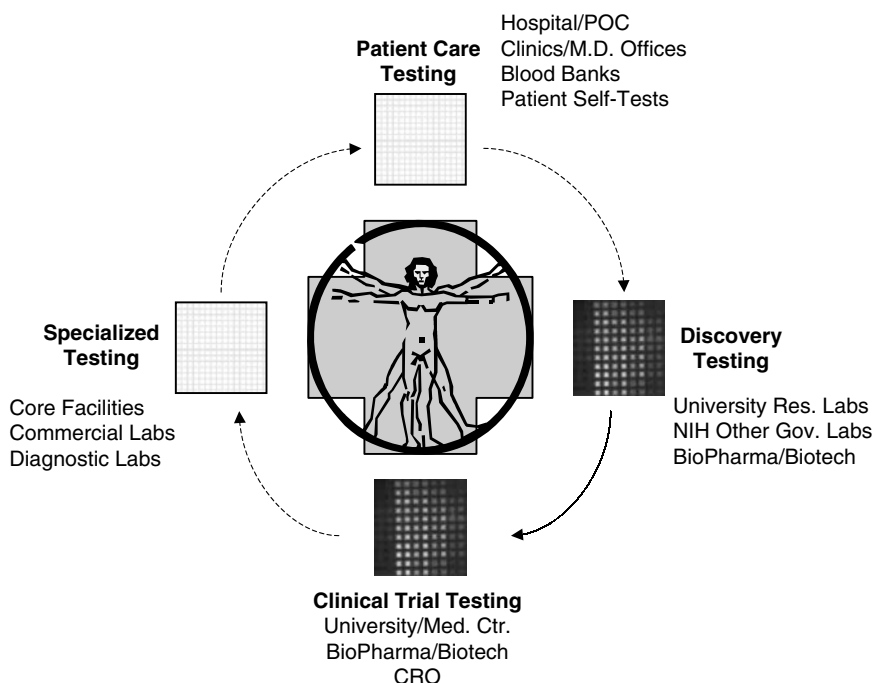 Patient Care
Testing
Hospital/POC
Clinics/M.D. Offices
Blood Banks
Patient Self-Tests
Discovery
Testing
University Res. Labs
NIH Other Gov. Labs
BioPharma/Biotech
Clinical Trial Testing
University/Med. Ctr.
BioPharma/Biotech
CRO
Specialized
Testing
Core Facilities
Commercial Labs
Diagnostic Labs